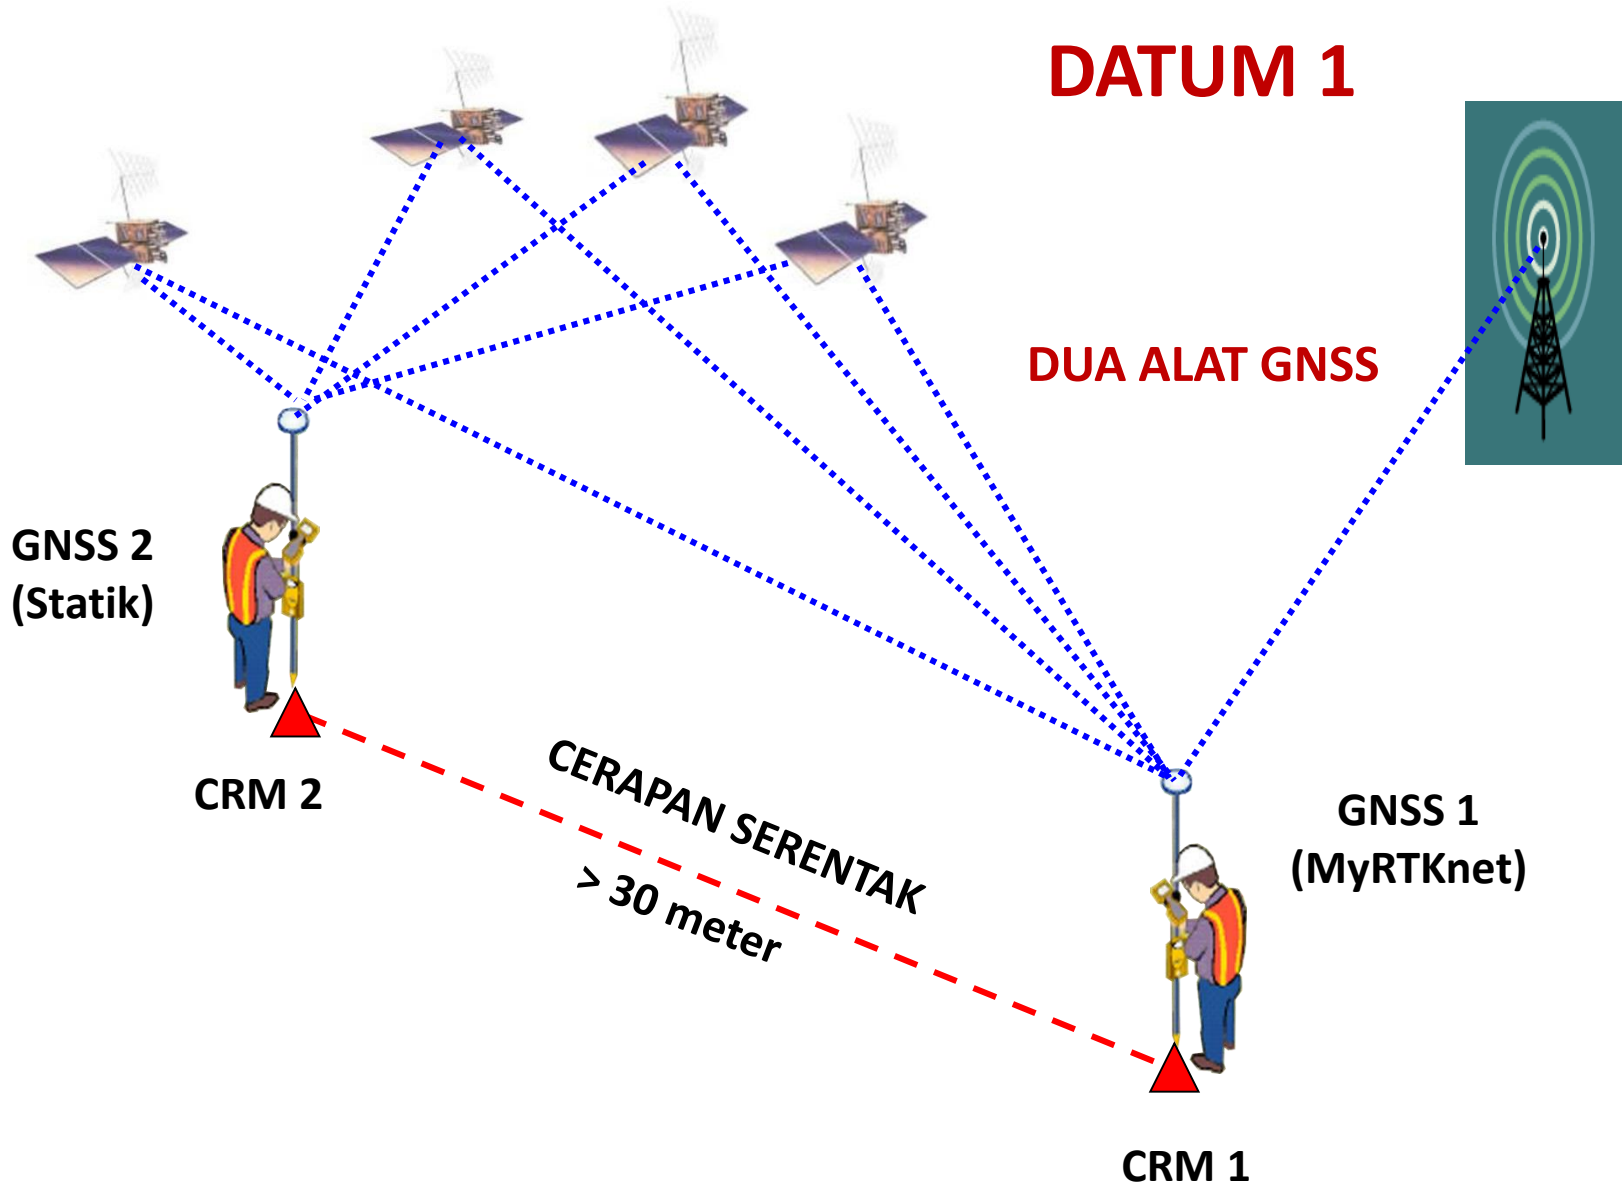 DATUM 1
DUA ALAT GNSS
GNSS 2
(Statik)
CRM 2
CERAPAN SERENTAK
> 30 meter
GNSS 1
(MyRTKnet)
CRM 1